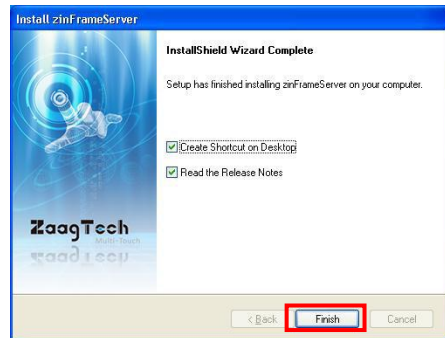 Install zinFrameServer
InstallShield Wizard Complete
Setup has finished installing zinFrameServer on your computer.
Create Shortcut on Desktop
Read the Release Notes
ZaagTech
Multi-Touch
< Back
Finish
Cancel